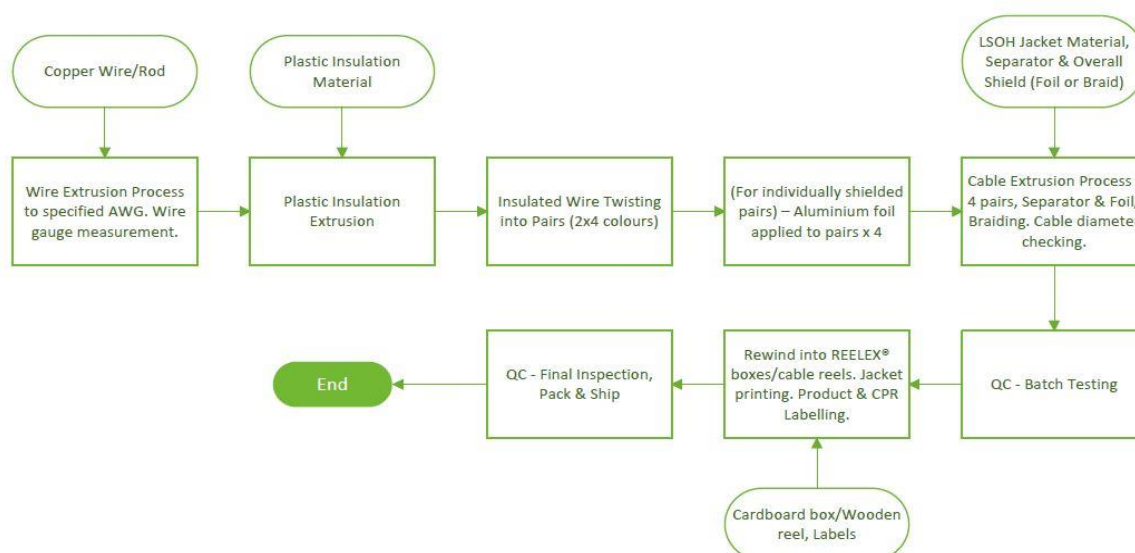 Copper Wire/Rod
Plastic Insulation
Material
LSOH Jacket Material,
Separator & Overall
Shield (Foil or Braid)
Wire Extrusion Process
to specified AWG. Wire
gauge measurement.
Plastic Insulation
Extrusion
Insulated Wire Twisting
into Pairs (2x4 colours)
(For individually shielded
pairs) – Aluminium foil
applied to pairs x 4
Cable Extrusion Process
4 pairs, Separator & Foil,
Braiding. Cable diameter
checking.
End
QC - Final Inspection,
Pack & Ship
Rewind into REELEX®
boxes/cable reels. Jacket
printing. Product & CPR
Labelling.
QC - Batch Testing
Cardboard box/Wooden
reel, Labels